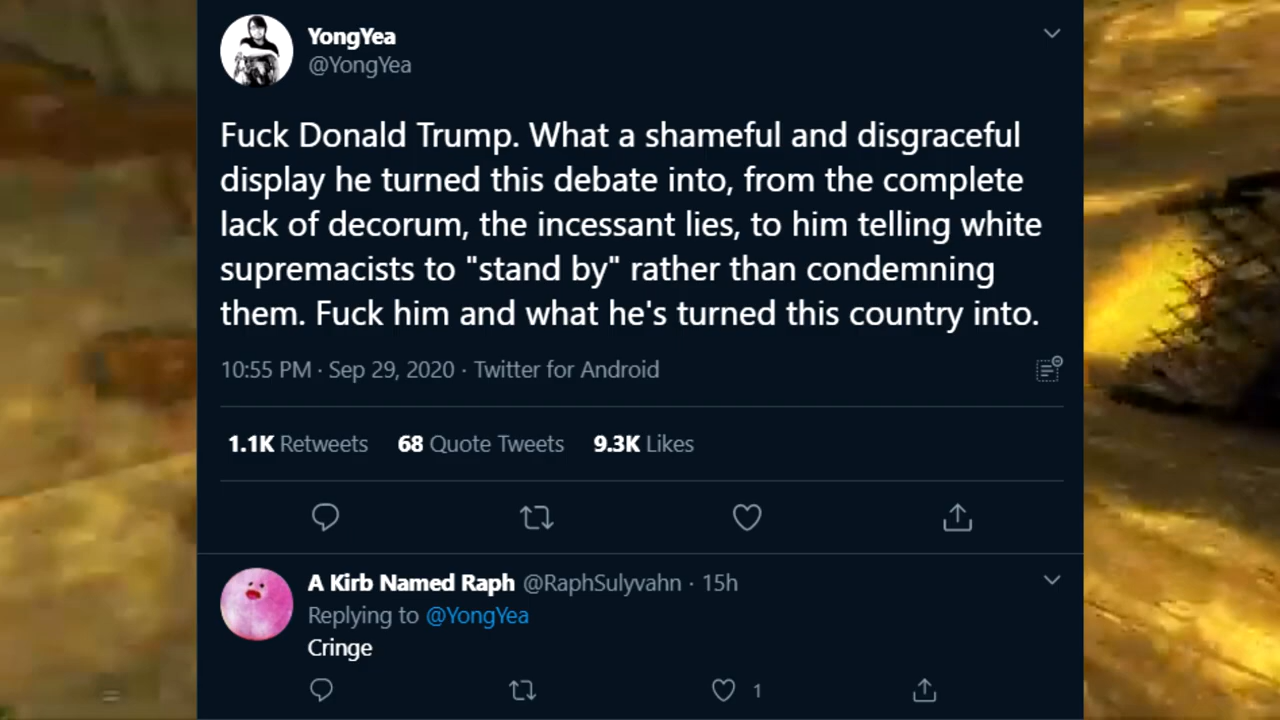 YongYea
@YongYea
Fuck Donald Trump. What a shameful and disgraceful
display he turned this debate into, from the complete
lack of decorum, the incessant lies, to him telling white
supremacists to "stand by" rather than condemning
them. Fuck him and what he's turned this country into.
10:55 PM · Sep 29, 2020 · Twitter for Android
1.1K Retweets 68 Quote Tweets 9.3K Likes
A Kirb Named Raph @RaphSulyvahn · 15h
Replying to @YongYea
Cringe
1